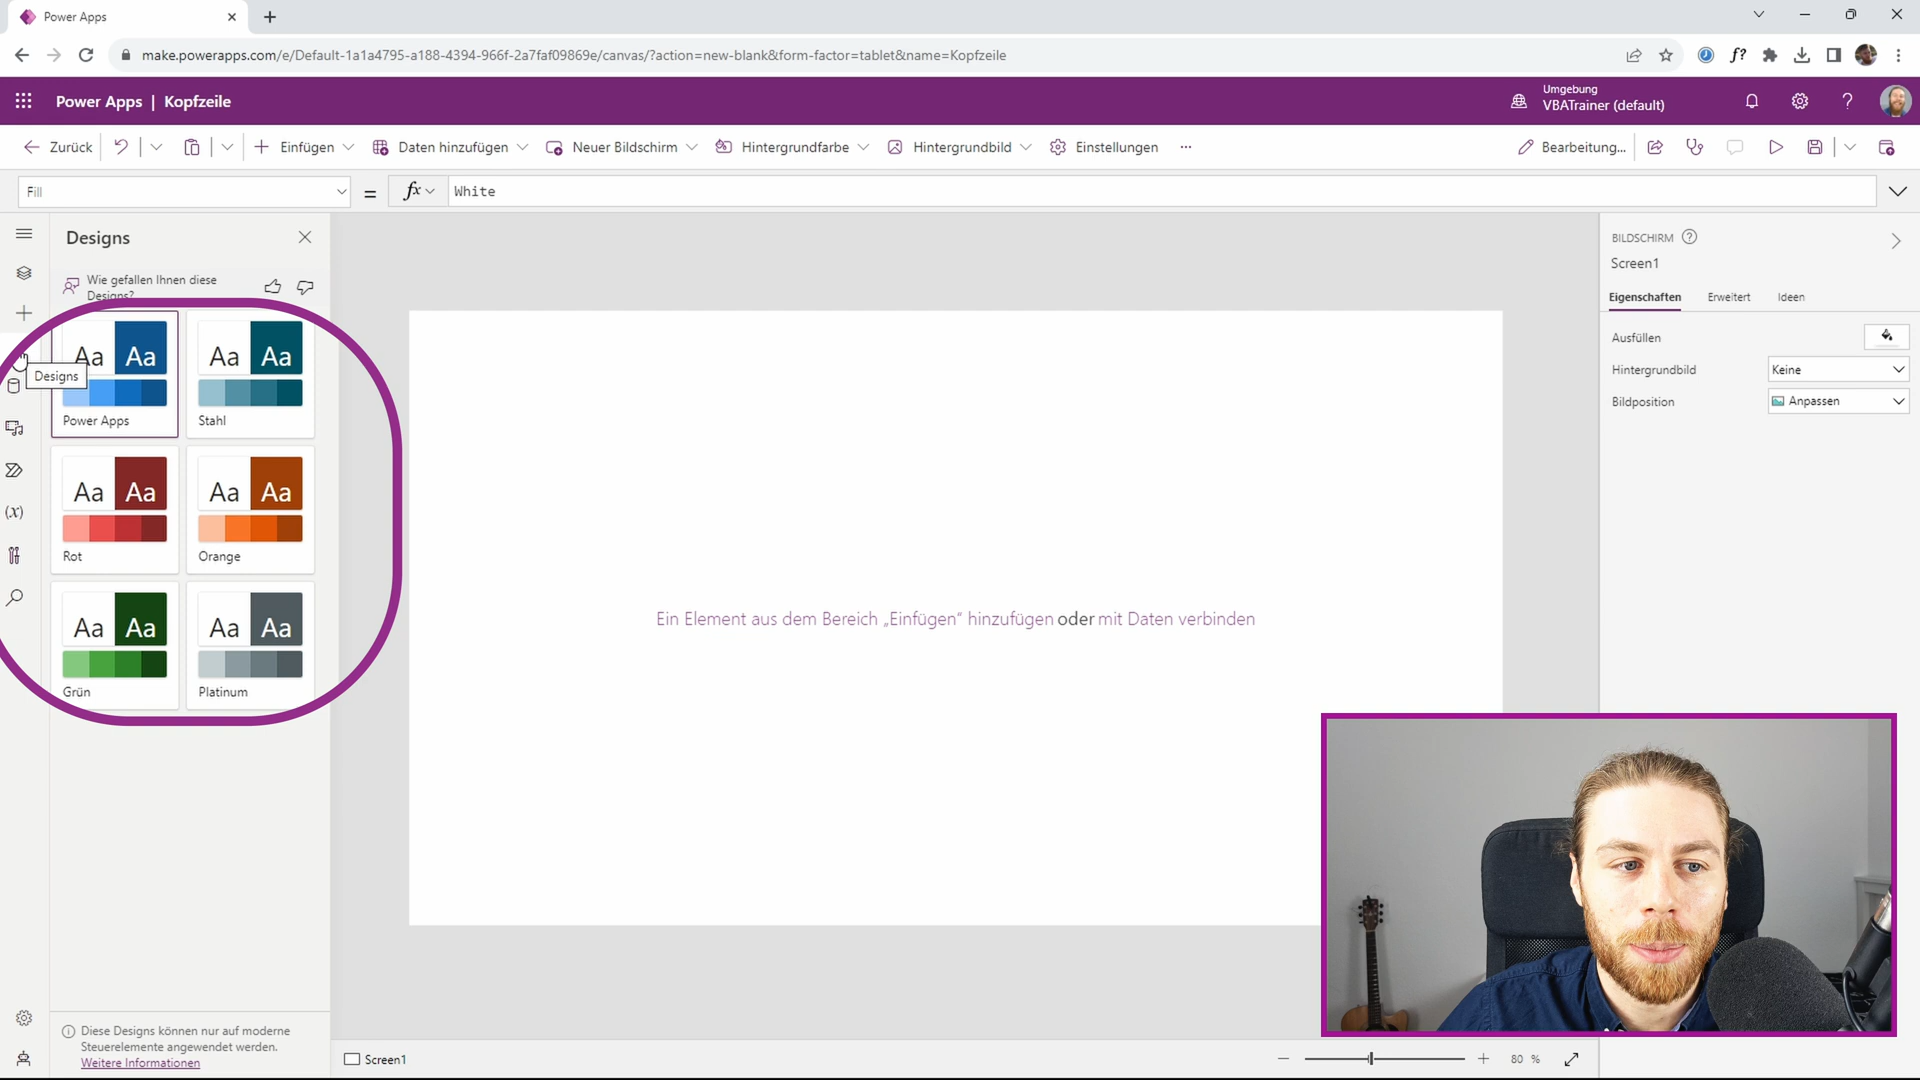 Power Apps
make.powerapps.com/e/Default-1a1a4795-a188-4394-966f-2a7faf09869e/canvas/?action=new-blank&form-factor=tablet&name=Kopfzeile
f?
Power Apps | Kopfzeile
Umgebung
VBATrainer (default)
Zurück
Einfügen
Daten hinzufügen
Neuer Bildschirm
Hintergrundfarbe
Hintergrundbild
Einstellungen
Bearbeitung...
Fill
=
fx
White
Designs
Wie gefallen Ihnen diese
Designs?
Aa Aa
Power Apps
Aa Aa
Stahl
Designs
Aa Aa
Rot
Aa Aa
Orange
Aa Aa
Grün
Aa Aa
Platinum
(x)
Diese Designs können nur auf moderne
Steuerelemente angewendet werden.
Weitere Informationen
Ein Element aus dem Bereich „Einfügen“ hinzufügen oder mit Daten verbinden
BILDSCHIRM
Screen1
Eigenschaften
Erweitert
Ideen
Ausfüllen
Hintergrundbild
Keine
Bildposition
Anpassen
Screen1
80 %